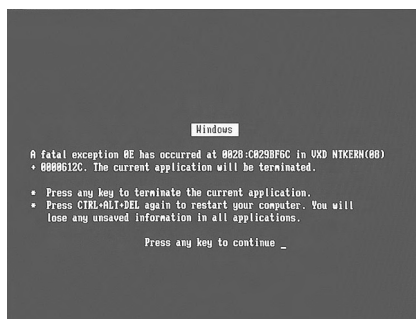 Windows
A fatal exception 0E has occurred at 0028:C029BF6C in VXD NTKERN(08)
+ 0000612C. The current application will be terminated.
* Press any key to terminate the current application.
* Press CTRL+ALT+DEL again to restart your computer. You will
lose any unsaved information in all applications.
Press any key to continue _